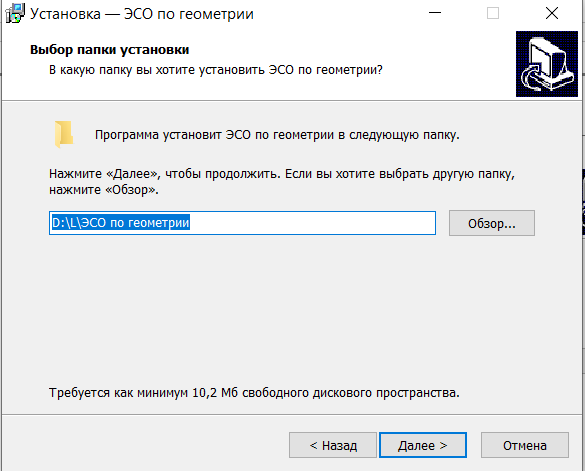 Установка — ЭСО по геометрии
Выбор папки установки
В какую папку вы хотите установить ЭСО по геометрии?
Программа установит ЭСО по геометрии в следующую папку.
Нажмите «Далее», чтобы продолжить. Если вы хотите выбрать другую папку,
нажмите «Обзор».
D:\L\ЭСО по геометрии
Обзор...
Требуется как минимум 10,2 Мб свободного дискового пространства.
< Назад
Далее >
Отмена